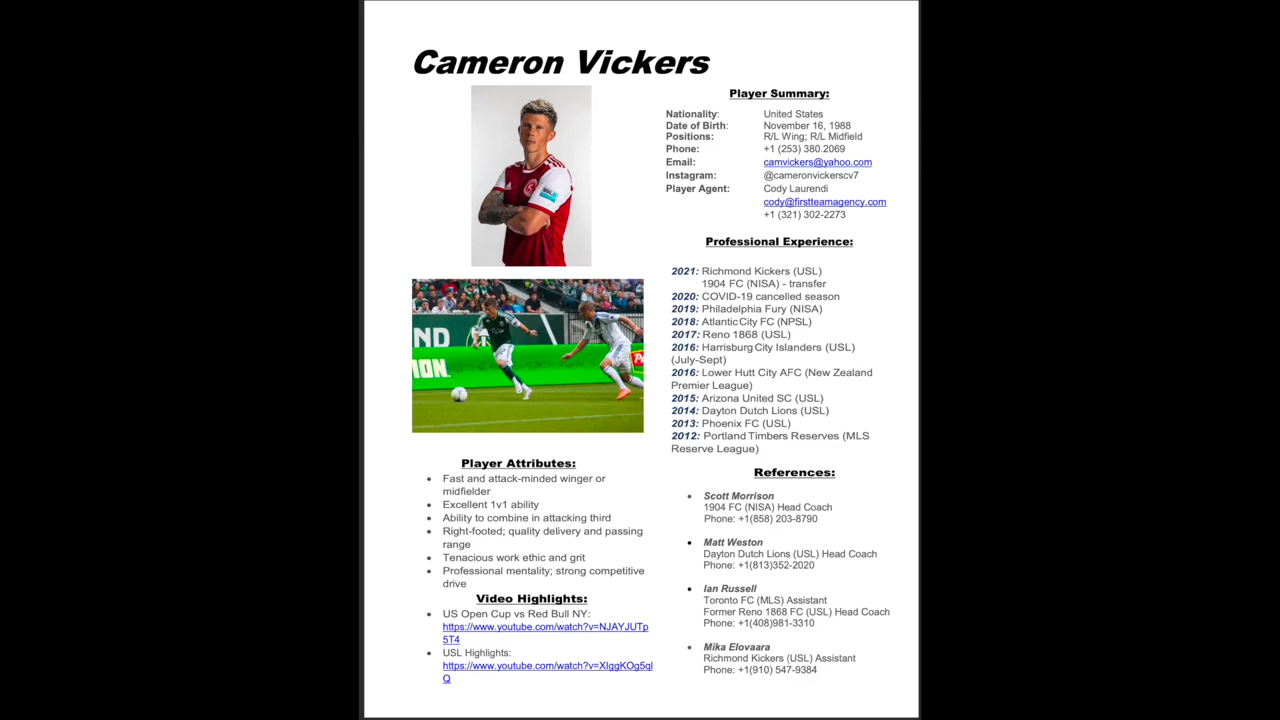 Cameron Vickers
Player Summary:
Nationality: United States
Date of Birth: November 16, 1988
Positions: R/L Wing; R/L Midfield
Phone: +1 (253) 380.2069
Email: camvickers@yahoo.com
Instagram: @cameronvickerscv7
Player Agent: Cody Laurendi
cody@firstteamagency.com
+1 (321) 302-2273
Professional Experience:
2021: Richmond Kickers (USL)
1904 FC (NISA) - transfer
2020: COVID-19 cancelled season
2019: Philadelphia Fury (NISA)
2018: Atlantic City FC (NPSL)
2017: Reno 1868 (USL)
2016: Harrisburg City Islanders (USL)
(July-Sept)
2016: Lower Hutt City AFC (New Zealand
Premier League)
2015: Arizona United SC (USL)
2014: Dayton Dutch Lions (USL)
2013: Phoenix FC (USL)
2012: Portland Timbers Reserves (MLS
Reserve League)
References:
Scott Morrison
1904 FC (NISA) Head Coach
Phone: +1(858) 203-8790
Matt Weston
Dayton Dutch Lions (USL) Head Coach
Phone: +1(813)352-2020
Ian Russell
Toronto FC (MLS) Assistant
Former Reno 1868 FC (USL) Head Coach
Phone: +1(408)981-3310
Mika Elovaara
Richmond Kickers (USL) Assistant
Phone: +1(910) 547-9384
Player Attributes:
Fast and attack-minded winger or
midfielder
Excellent 1v1 ability
Ability to combine in attacking third
Right-footed; quality delivery and passing
range
Tenacious work ethic and grit
Professional mentality; strong competitive
drive
Video Highlights:
US Open Cup vs Red Bull NY:
https://www.youtube.com/watch?v=NJAYJUTp
5T4
USL Highlights:
https://www.youtube.com/watch?v=XlggKOg5ql
Q